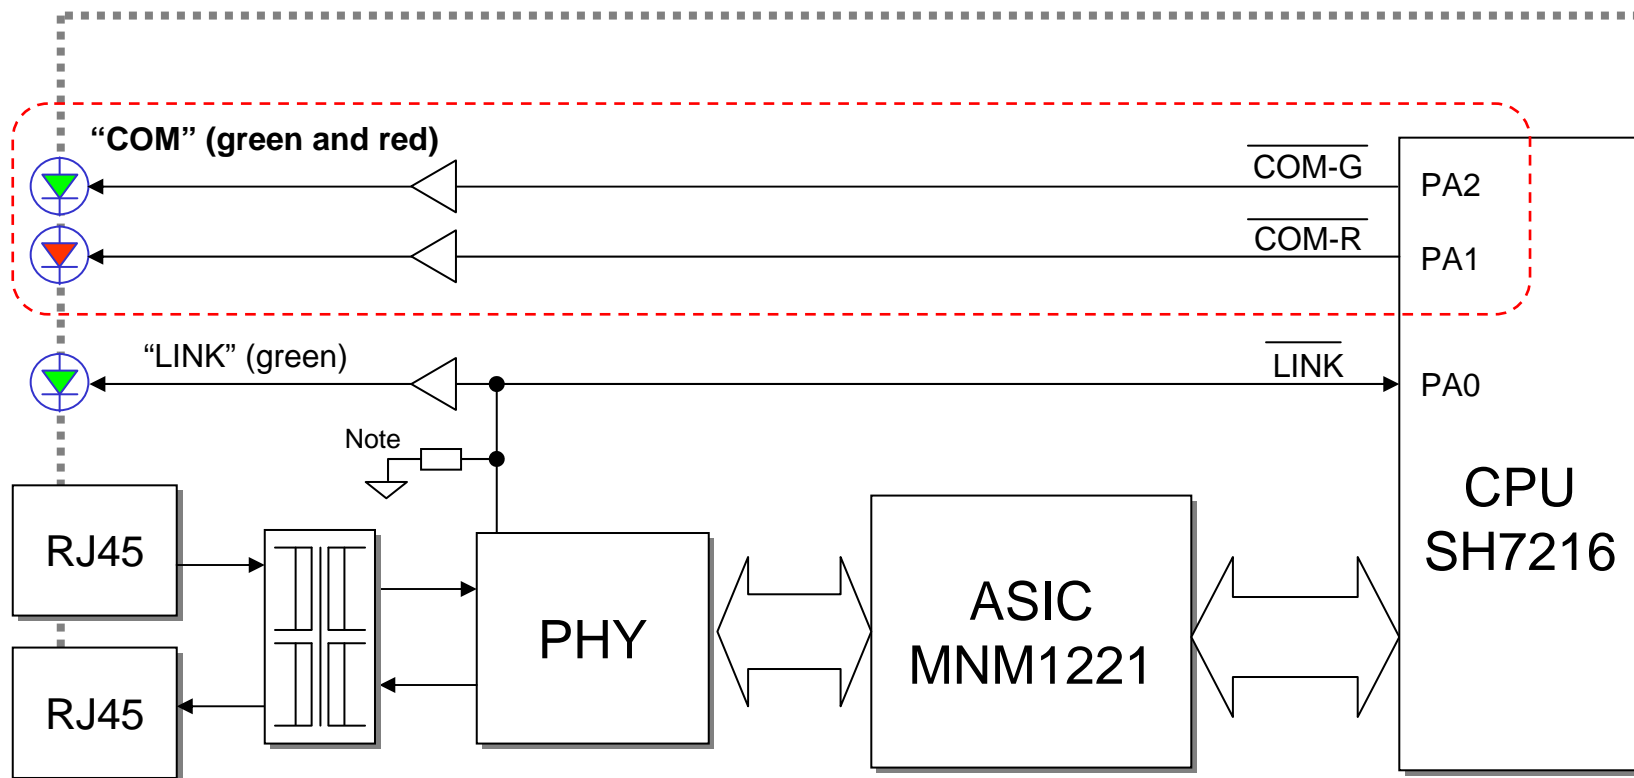 “COM” (green and red)
COM-G
PA2
COM-R
PA1
“LINK” (green)
LINK
PA0
Note
CPU
SH7216
RJ45
PHY
ASIC
MNM1221
RJ45